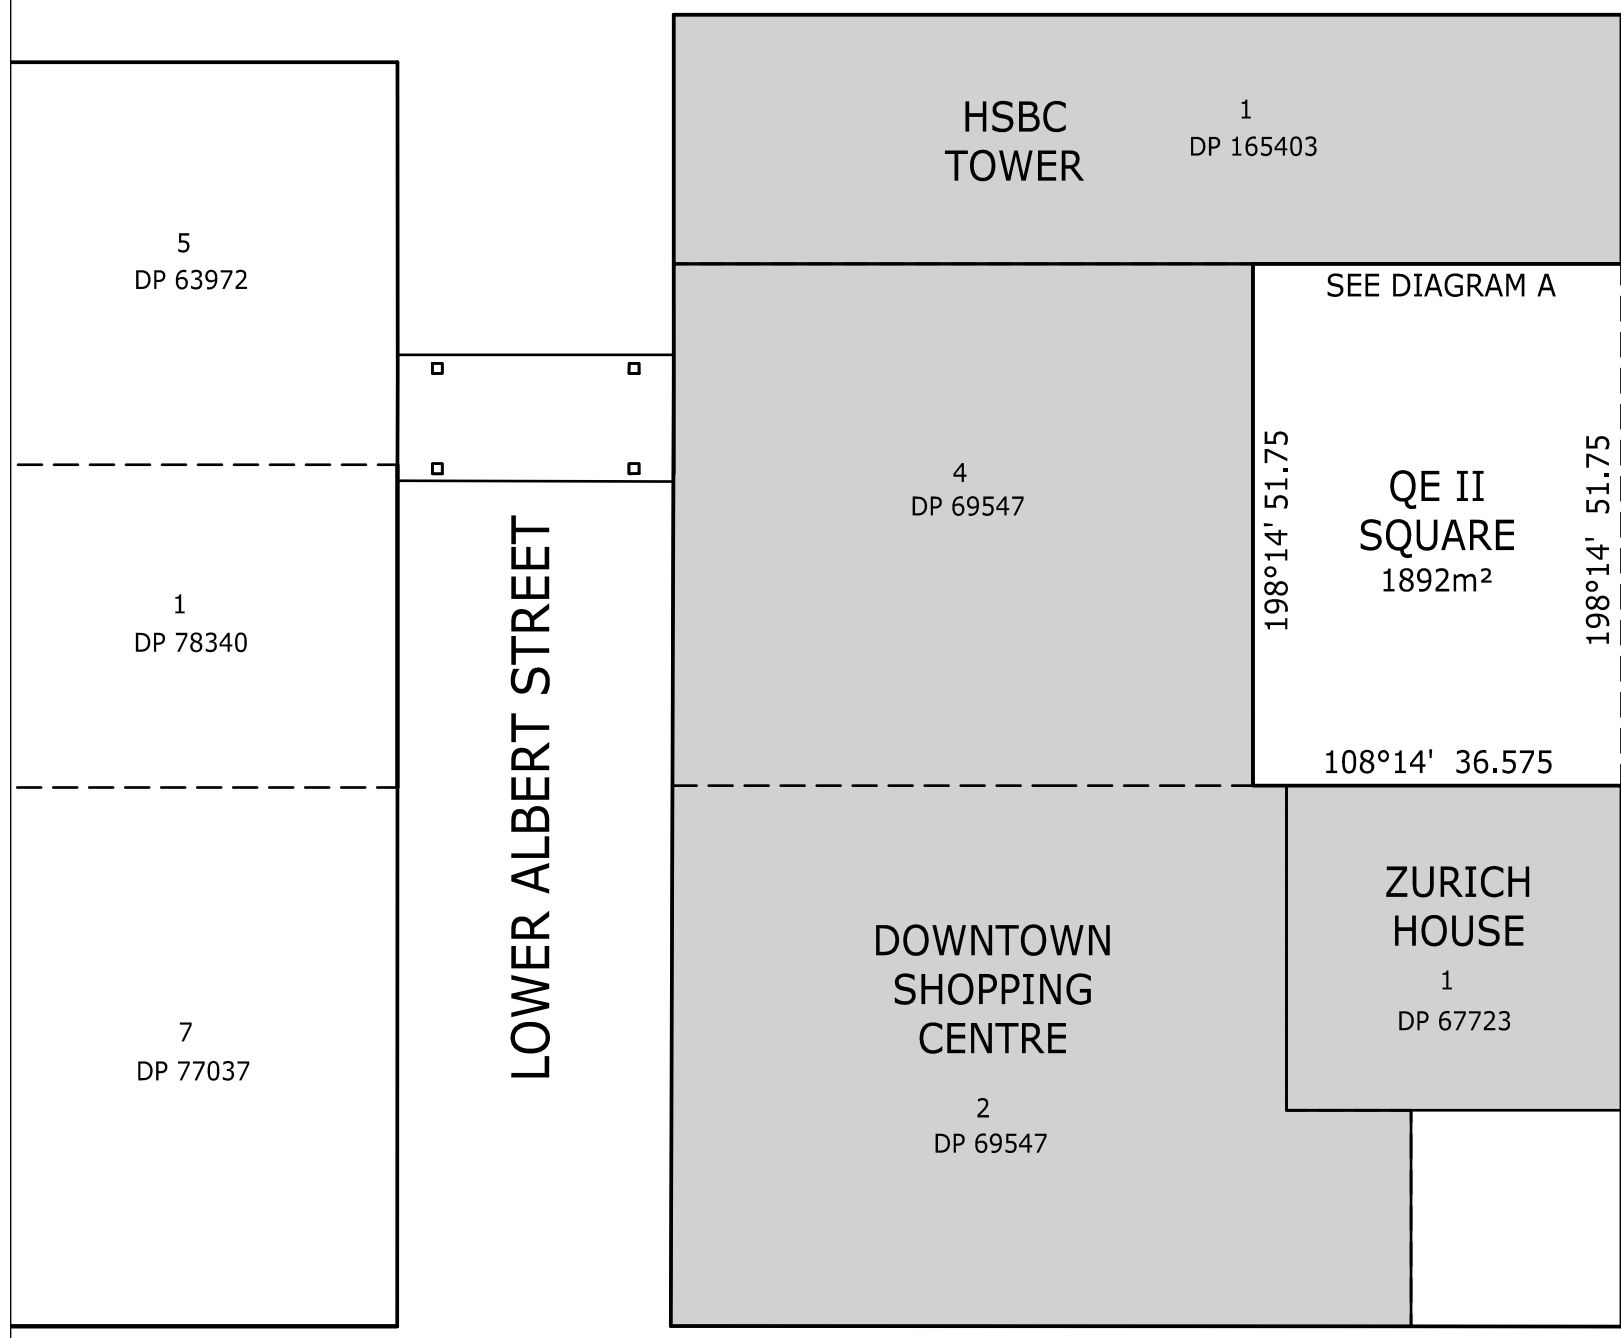 HSBC
TOWER
1
DP 165403
5
DP 63972
SEE DIAGRAM A
4
DP 69547
198°14' 51.75
QE II
SQUARE
1892m²
198°14' 51.75
1
DP 78340
LOWER ALBERT STREET
108°14' 36.575
ZURICH
HOUSE
1
DP 67723
DOWNTOWN
SHOPPING
CENTRE
2
DP 69547
7
DP 77037